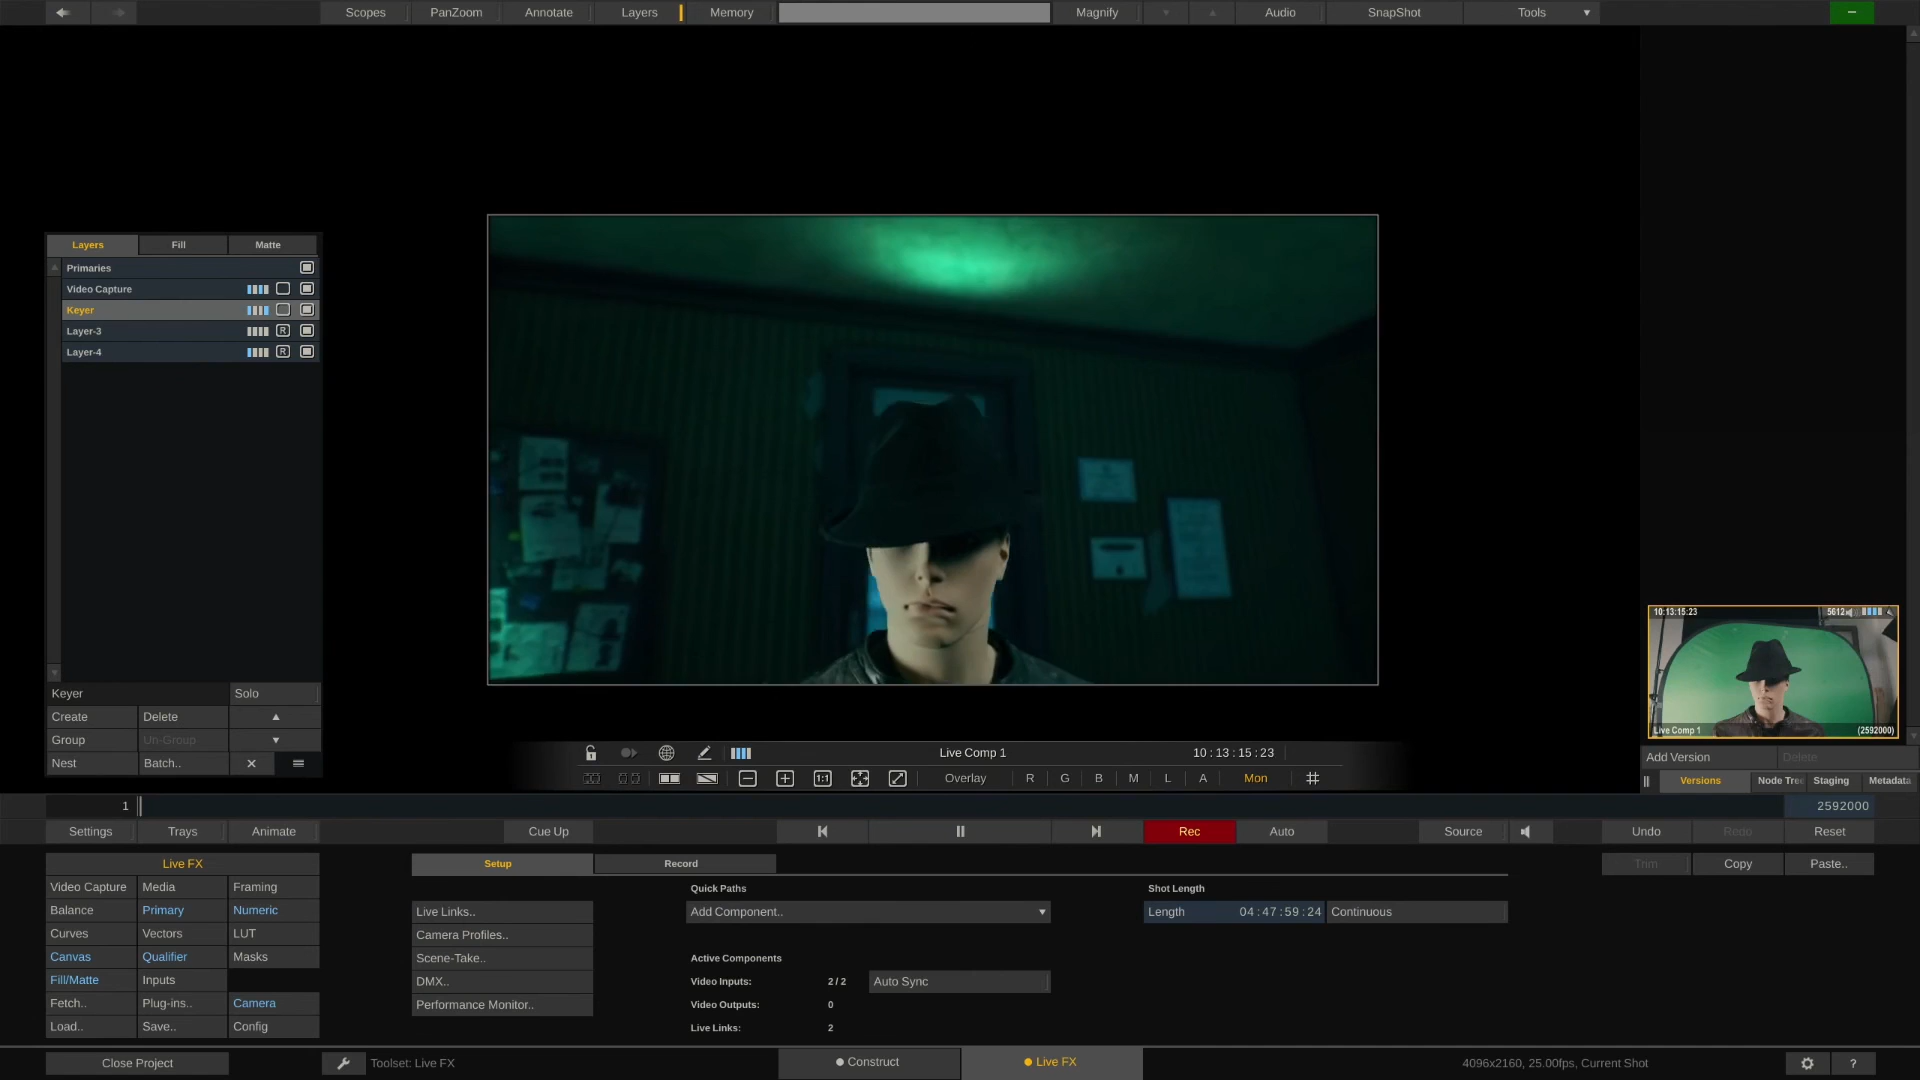 Scopes PanZoom Annotate Layers Memory Magnify Audio SnapShot Tools
Layers Fill Matte
Primaries
Video Capture
Keyer
Layer-3 R
Layer-4 R
Keyer Solo
Create Delete
Group Un-Group
Nest Batch..
10:13:15:23 5612
Live Comp 1 (2592000)
Add Version Delete
Versions Node Tree Staging Metadata
Live Comp 1 10:13:15:23
1:1 Overlay R G B M L A Mon
1 2592000
Settings Trays Animate Cue Up Rec Auto Source Undo Redo Reset
Live FX Setup Record Trim Copy Paste..
Video Capture Media Framing
Balance Primary Numeric
Curves Vectors LUT
Canvas Qualifier Masks
Fill/Matte Inputs
Fetch.. Plug-ins.. Camera
Load.. Save.. Config
Live Links..
Camera Profiles..
Scene-Take..
DMX..
Performance Monitor..
Quick Paths
Add Component..
Active Components
Video Inputs: 2/2 Auto Sync
Video Outputs: 0
Live Links: 2
Shot Length
Length 04:47:59:24 Continuous
Close Project Toolset: Live FX Construct Live FX 4096x2160, 25.00fps, Current Shot ?